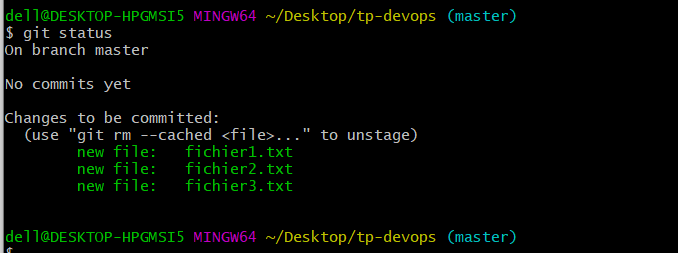 dell@DESKTOP-HPGMSI5 MINGW64 ~/Desktop/tp-devops (master)
$ git status
On branch master

No commits yet

Changes to be committed:
  (use "git rm --cached <file>..." to unstage)
        new file:   fichier1.txt
        new file:   fichier2.txt
        new file:   fichier3.txt

dell@DESKTOP-HPGMSI5 MINGW64 ~/Desktop/tp-devops (master)
$